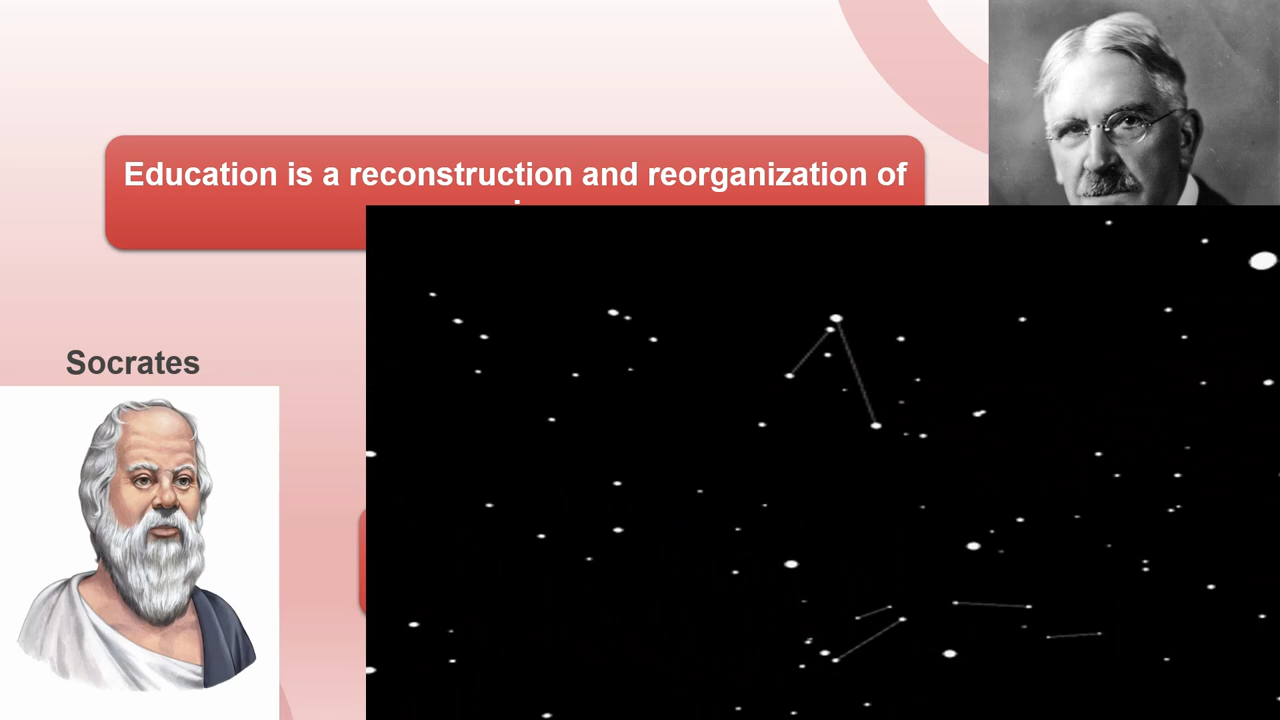 Education is a reconstruction and reorganization of
Socrates